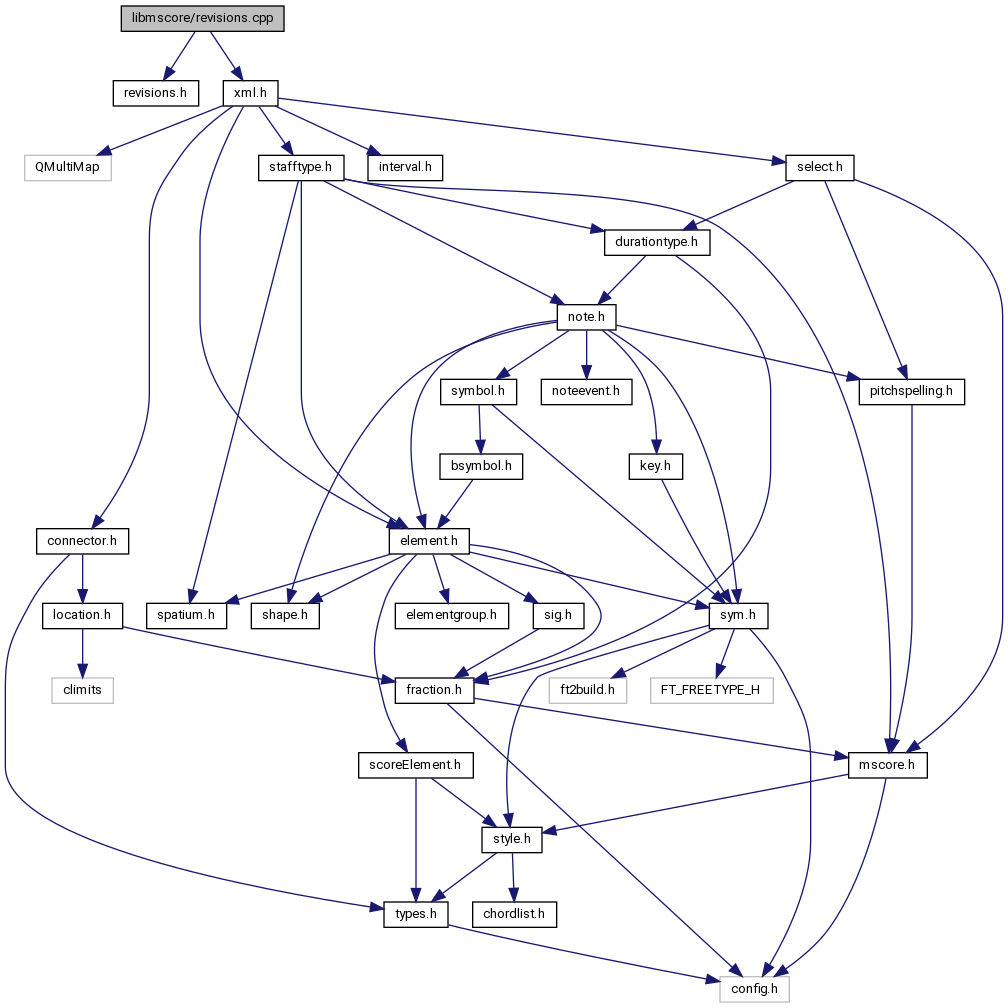 libmscore/revisions.cpp
revisions.h
xml.h
QMultiMap
stafftype.h
interval.h
select.h
durationtype.h
note.h
symbol.h
noteevent.h
pitchspelling.h
bsymbol.h
key.h
connector.h
element.h
location.h
spatium.h
shape.h
elementgroup.h
sig.h
sym.h
climits
fraction.h
ft2build.h
FT_FREETYPE_H
scoreElement.h
mscore.h
style.h
types.h
chordlist.h
config.h